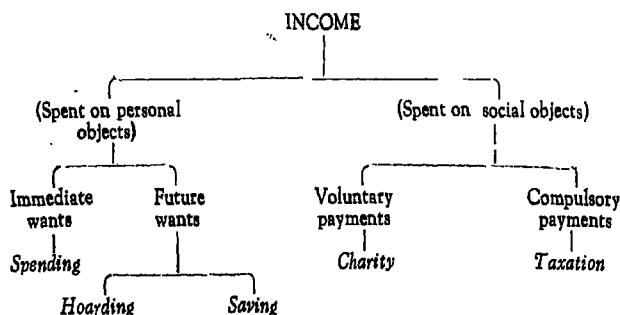 INCOME
(Spent on personal
objects)
(Spent on social objects)
Immediate
wants
Future
wants
Voluntary
payments
Compulsory
payments
Spending
Charity
Taxation
Hoarding
Saving